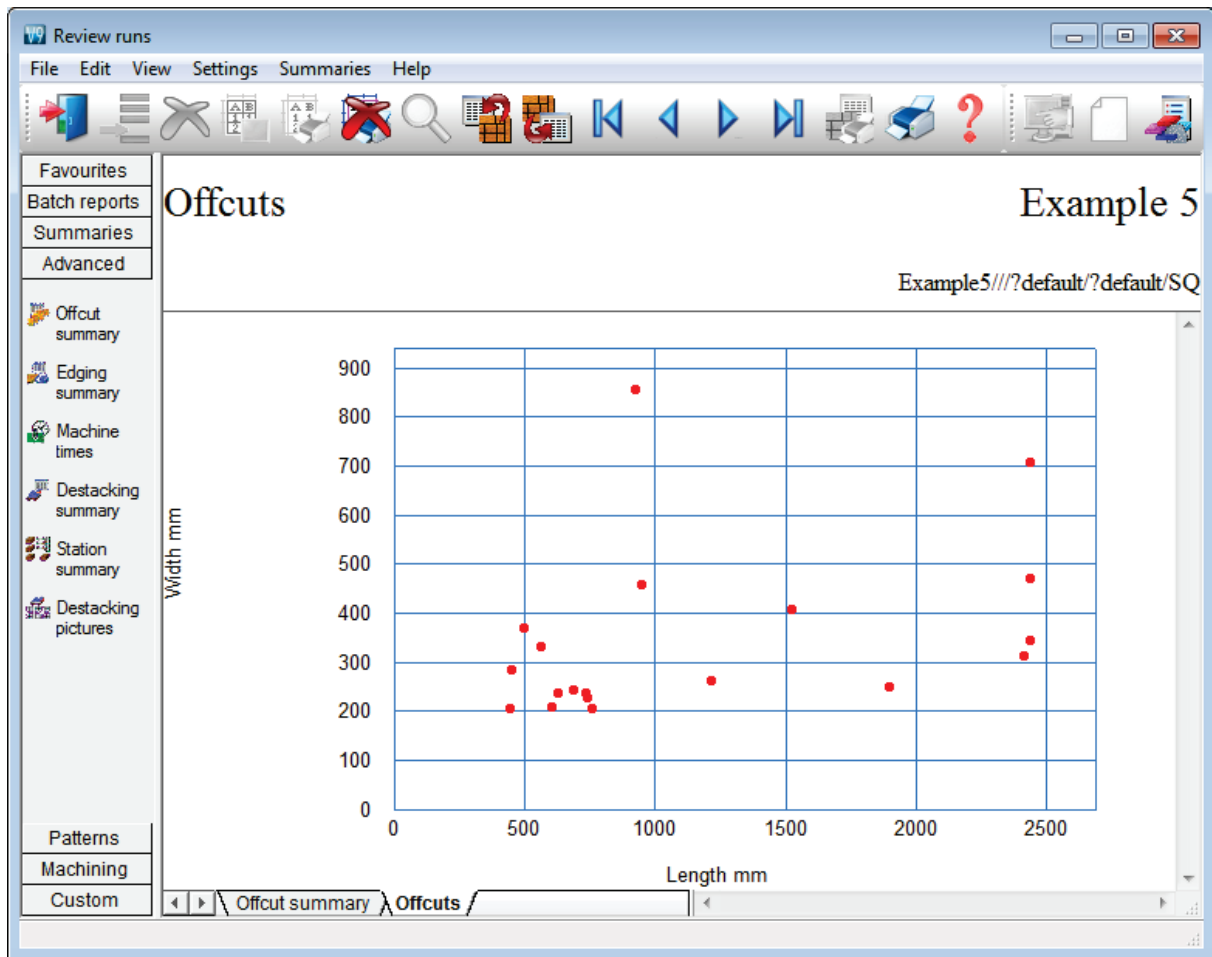 V9 Review runs
File Edit View Settings Summaries Help
Favourites
Batch reports
Summaries
Advanced
Offcut
summary
Edging
summary
Machine
times
Destacking
summary
Station
summary
Destacking
pictures
Patterns
Machining
Custom
Offcuts
Example 5
Example5///?default/?default/SQ
Width mm
900
800
700
600
500
400
300
200
100
0
0 500 1000 1500 2000 2500
Length mm
Offcut summary Offcuts